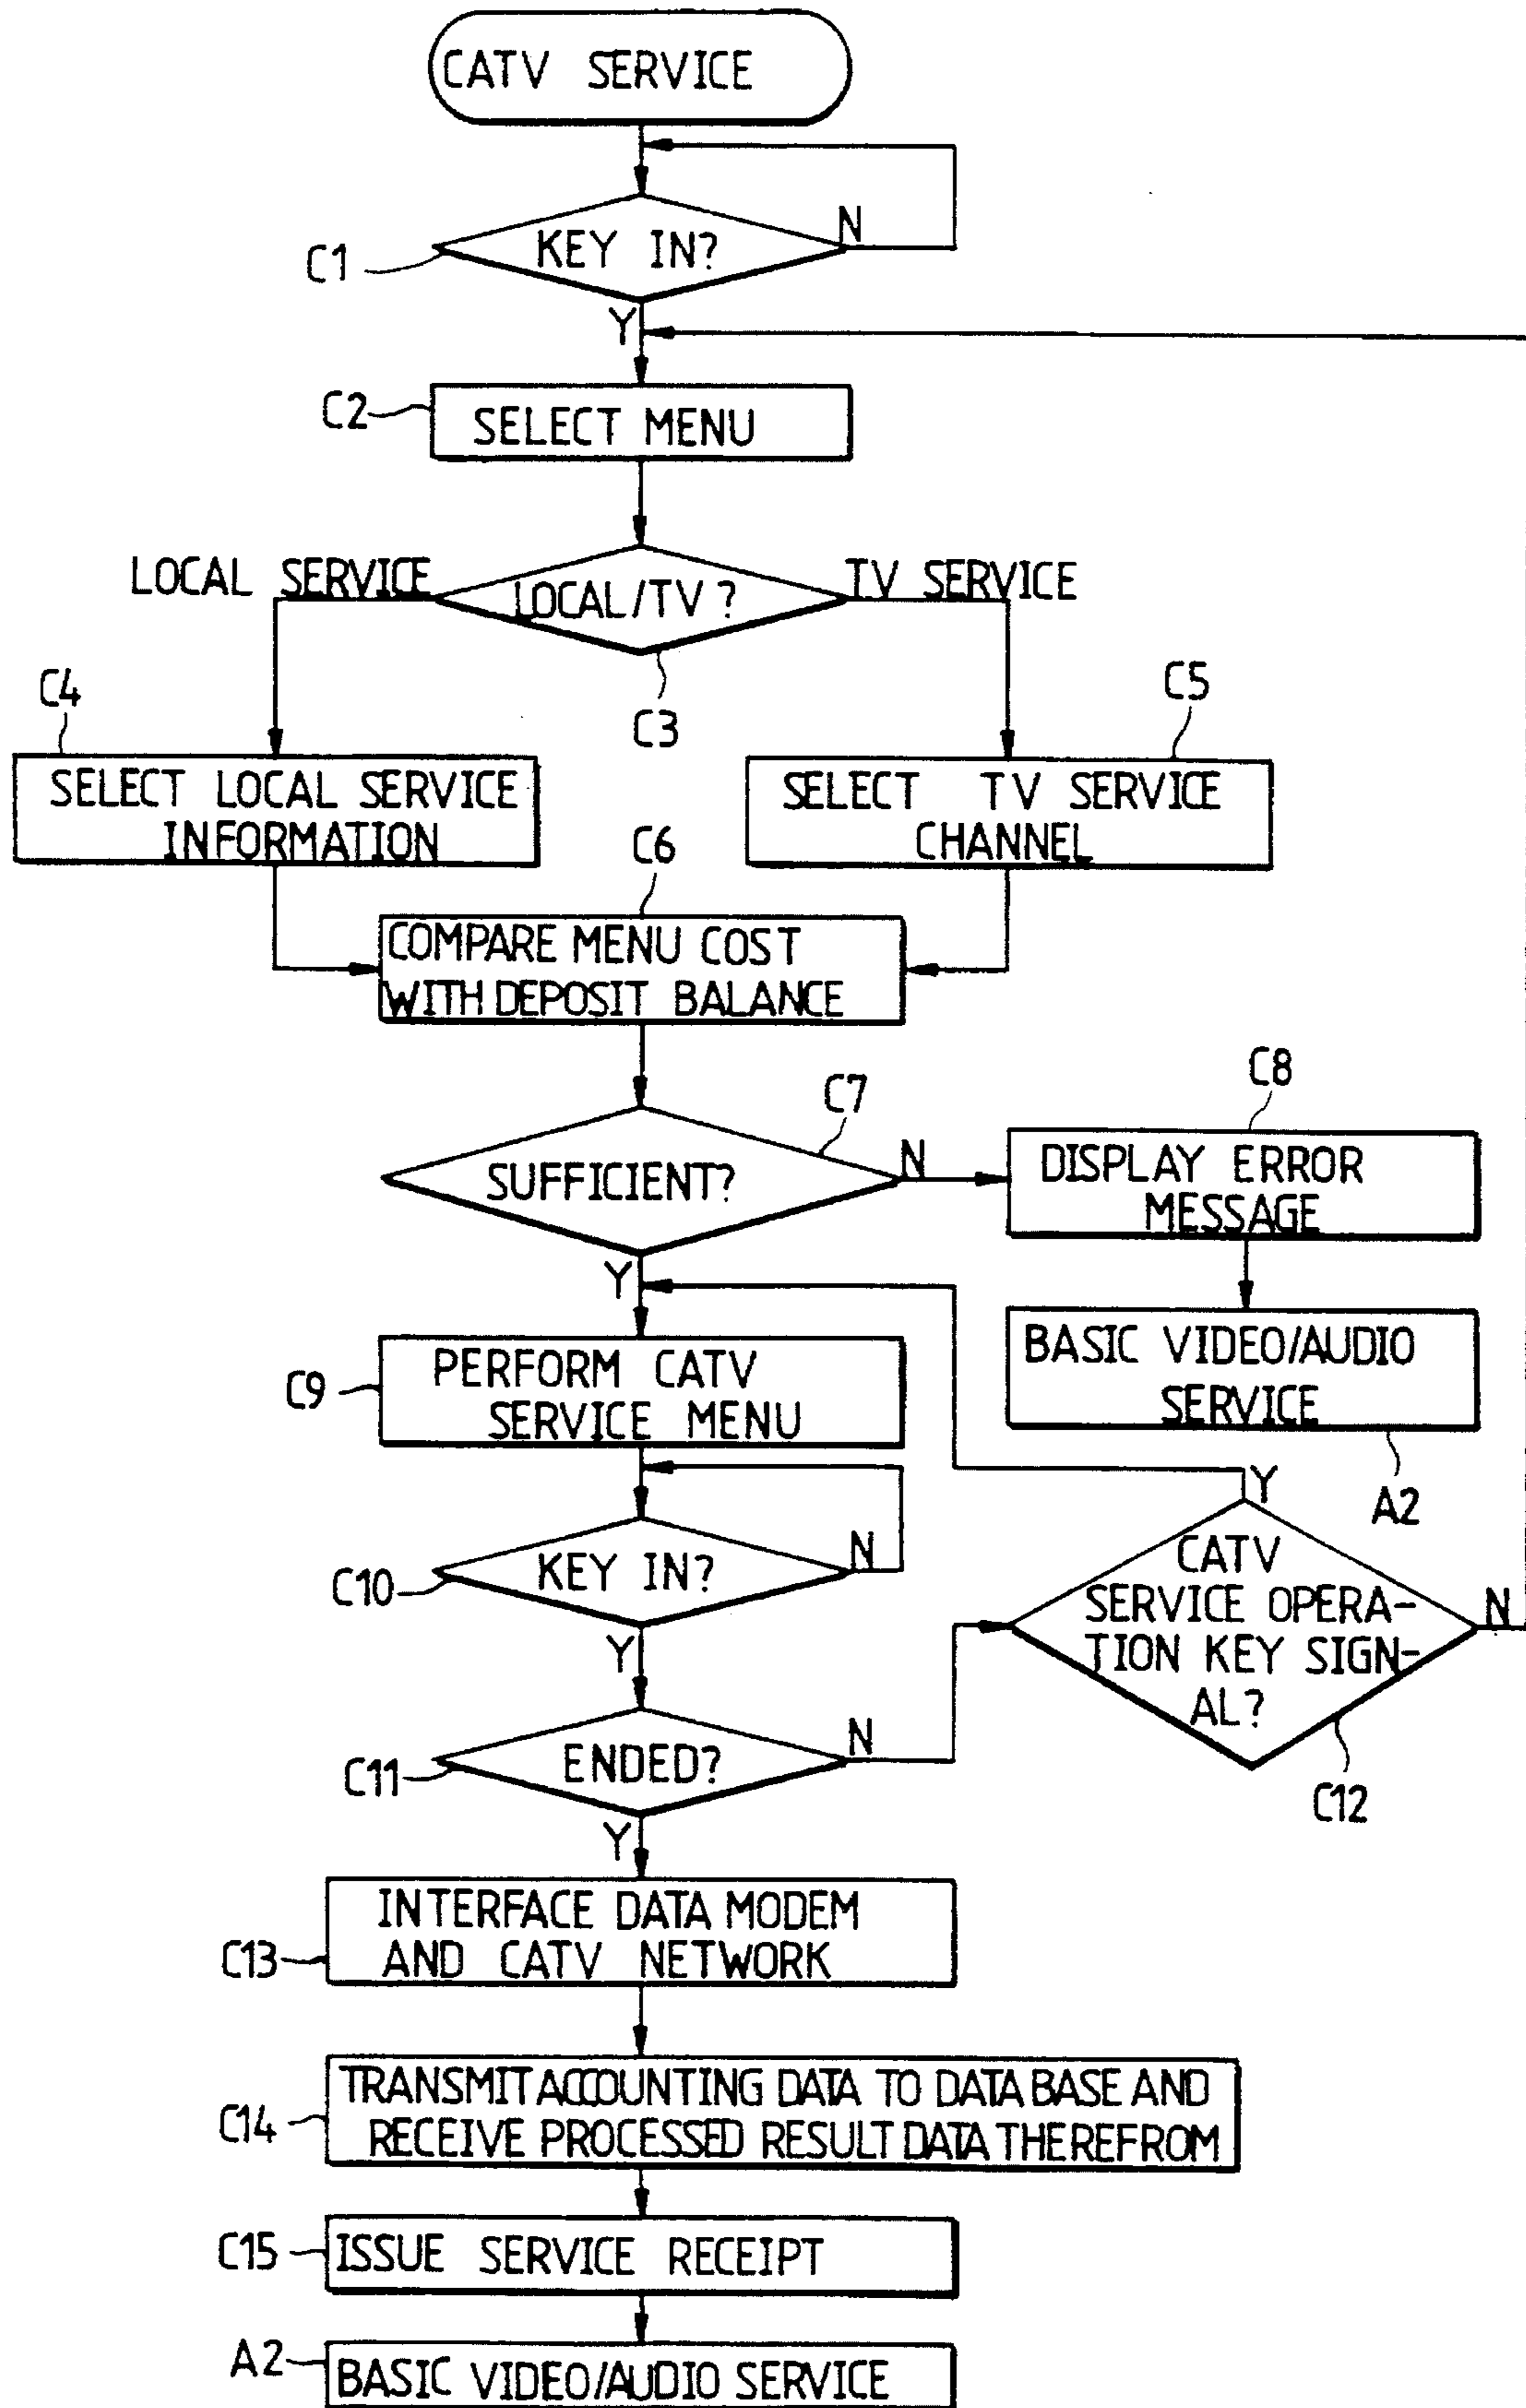 CATV SERVICE
KEY IN?
N
C1
Y
C2
SELECT MENU
LOCAL SERVICE
LOCAL/TV?
TV SERVICE
C3
C4
C5
SELECT LOCAL SERVICE
INFORMATION
SELECT TV SERVICE
CHANNEL
C6
COMPARE MENU COST
WITH DEPOSIT BALANCE
C7
SUFFICIENT?
N
C8
DISPLAY ERROR
MESSAGE
Y
BASIC VIDEO/AUDIO
SERVICE
A2
C9
PERFORM CATV
SERVICE MENU
C10
KEY IN?
N
Y
Y
CATV
SERVICE OPERA-
TION KEY SIGN-
AL?
N
C12
C11
ENDED?
N
Y
C13
INTERFACE DATA MODEM
AND CATV NETWORK
C14
TRANSMIT ACCOUNTING DATA TO DATA BASE AND
RECEIVE PROCESSED RESULT DATA THEREFROM
C15
ISSUE SERVICE RECEIPT
A2
BASIC VIDEO/AUDIO SERVICE